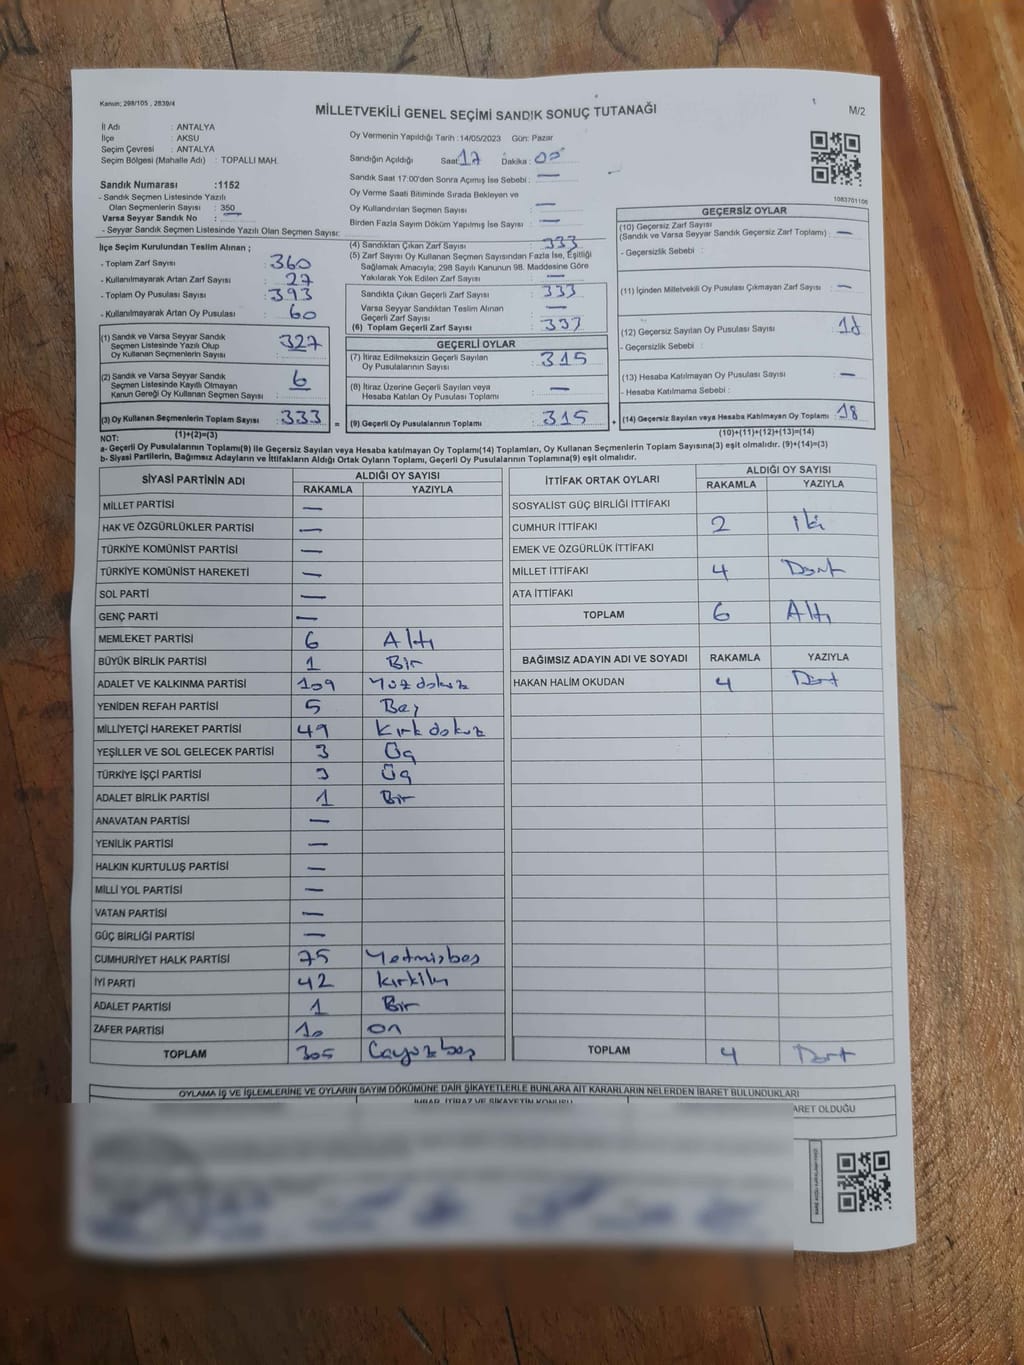 Kanun; 298/105 , 2839/4
MİLLETVEKİLİ GENEL SEÇİMİ SANDIK SONUÇ TUTANAĞI
M/2
İl Adı : ANTALYA
İlçe : AKSU
Seçim Çevresi : ANTALYA
Seçim Bölgesi (Mahalle Adı) : TOPALLI MAH.
Oy Vermenin Yapıldığı Tarih :14/05/2023 Gün: Pazar
Sandığın Açıldığı Saat 17 Dakika : 00
Sandık Saat 17:00'den Sonra Açımış İse Sebebi : —
Oy Verme Saati Bitiminde Sırada Bekleyen ve
Oy Kullandırılan Seçmen Sayısı : —
Birden Fazla Sayım Döküm Yapılmış İse Sayısı : —
1083701106
Sandık Numarası :1152
- Sandık Seçmen Listesinde Yazılı
Olan Seçmenlerin Sayısı : 350
Varsa Seyyar Sandık No :
- Seyyar Sandık Seçmen Listesinde Yazılı Olan Seçmen Sayısı:
İlçe Seçim Kurulundan Teslim Alınan ;
- Toplam Zarf Sayısı : 360
- Kullanılmayarak Artan Zarf Sayısı : 27
- Toplam Oy Pusulası Sayısı : 393
- Kullanılmayarak Artan Oy Pusulası : 60
(1) Sandık ve Varsa Seyyar Sandık
Seçmen Listesinde Yazılı Olup
Oy Kullanan Seçmenlerin Sayısı : 327
(2) Sandık ve Varsa Seyyar Sandık
Seçmen Listesinde Kayıtlı Olmayan
Kanun Gereği Oy Kullanan Seçmen Sayısı : 6
(3) Oy Kullanan Seçmenlerin Toplam Sayısı : 333
(1)+(2)=(3)
(4) Sandıktan Çıkan Zarf Sayısı : 333
(5) Zarf Sayısı Oy Kullanan Seçmen Sayısından Fazla İse, Eşitliği
Sağlamak Amacıyla; 298 Sayılı Kanunun 98. Maddesine Göre
Yakılarak Yok Edilen Zarf Sayısı : —
Sandıkta Çıkan Geçerli Zarf Sayısı : 333
Varsa Seyyar Sandıktan Teslim Alınan
Geçerli Zarf Sayısı : —
(6) Toplam Geçerli Zarf Sayısı : 333
GEÇERLİ OYLAR
(7) İtiraz Edilmeksizin Geçerli Sayılan
Oy Pusulalarının Sayısı : 315
(8) İtiraz Üzerine Geçerli Sayılan veya
Hesaba Katılan Oy Pusulası Toplamı : —
= (9) Geçerli Oy Pusulalarının Toplamı : 315
GEÇERSİZ OYLAR
(10) Geçersiz Zarf Sayısı
(Sandık ve Varsa Seyyar Sandık Geçersiz Zarf Toplamı) : —
- Geçersizlik Sebebi :
(11) İçinden Milletvekili Oy Pusulası Çıkmayan Zarf Sayısı : —
(12) Geçersiz Sayılan Oy Pusulası Sayısı : 18
- Geçersizlik Sebebi :
(13) Hesaba Katılmayan Oy Pusulası Sayısı : —
- Hesaba Katılmama Sebebi :
+ (14) Geçersiz Sayılan veya Hesaba Katılmayan Oy Toplamı : 18
(10)+(11)+(12)+(13)=(14)
NOT:
a- Geçerli Oy Pusulalarının Toplamı(9) ile Geçersiz Sayılan veya Hesaba katılmayan Oy Toplamı(14) Toplamları, Oy Kullanan Seçmenlerin Toplam Sayısına(3) eşit olmalıdır. (9)+(14)=(3)
b- Siyasi Partilerin, Bağımsız Adayların ve İttifakların Aldığı Ortak Oyların Toplamı, Geçerli Oy Pusulalarının Toplamına(9) eşit olmalıdır.
SİYASİ PARTİNİN ADI ALDIĞI OY SAYISI
RAKAMLA YAZIYLA
MİLLET PARTİSİ —
HAK VE ÖZGÜRLÜKLER PARTİSİ —
TÜRKİYE KOMÜNİST PARTİSİ —
TÜRKİYE KOMÜNİST HAREKETİ —
SOL PARTİ —
GENÇ PARTİ —
MEMLEKET PARTİSİ 6 Altı
BÜYÜK BİRLİK PARTİSİ 1 Bir
ADALET VE KALKINMA PARTİSİ 109 Yüzdokuz
YENİDEN REFAH PARTİSİ 5 Beş
MİLLİYETÇİ HAREKET PARTİSİ 49 Kırkdokuz
YEŞİLLER VE SOL GELECEK PARTİSİ 3 Üç
TÜRKİYE İŞÇİ PARTİSİ 3 Üç
ADALET BİRLİK PARTİSİ 1 Bir
ANAVATAN PARTİSİ —
YENİLİK PARTİSİ —
HALKIN KURTULUŞ PARTİSİ —
MİLLİ YOL PARTİSİ —
VATAN PARTİSİ —
GÜÇ BİRLİĞİ PARTİSİ —
CUMHURİYET HALK PARTİSİ 75 Yetmişbeş
İYİ PARTİ 42 Kırkiki
ADALET PARTİSİ 1 Bir
ZAFER PARTİSİ 10 On
TOPLAM 305
İTTİFAK ORTAK OYLARI ALDIĞI OY SAYISI
RAKAMLA YAZIYLA
SOSYALİST GÜÇ BİRLİĞİ İTTİFAKI
CUMHUR İTTİFAKI 2 İki
EMEK VE ÖZGÜRLÜK İTTİFAKI
MİLLET İTTİFAKI 4 Dört
ATA İTTİFAKI
TOPLAM 6 Altı
BAĞIMSIZ ADAYIN ADI VE SOYADI RAKAMLA YAZIYLA
HAKAN HALİM OKUDAN 4 Dört
TOPLAM 4 Dört
OYLAMA İŞ VE İŞLEMLERİNE VE OYLARIN SAYIM DÖKÜMÜNE DAİR ŞİKAYETLERLE BUNLARA AİT KARARLARIN NELERDEN İBARET BULUNDUKLARI
İHBAR, İTİRAZ VE ŞİKAYETİN KONUSU
ARET OLDUĞU